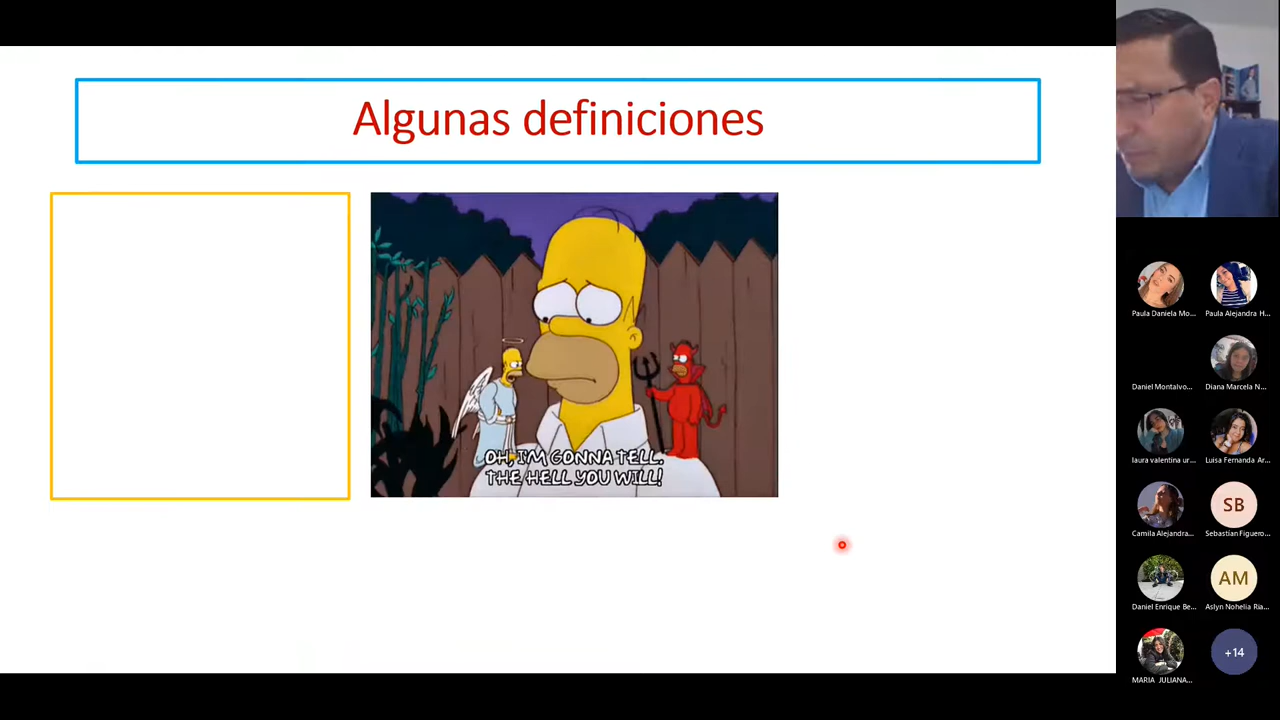 Algunas definiciones
OH, I'M GONNA TELL.
THE HELL YOU WILL!
Paula Daniela Mo...
Paula Alejandra H...
Daniel Montalvo...
Diana Marcela N...
laura valentina ur...
Luisa Fernanda Ar...
Camila Alejandra...
SB
Sebastían Figuero...
Daniel Enrique Be...
AM
Aslyn Nohelia Ria...
MARIA JULIANA...
+14